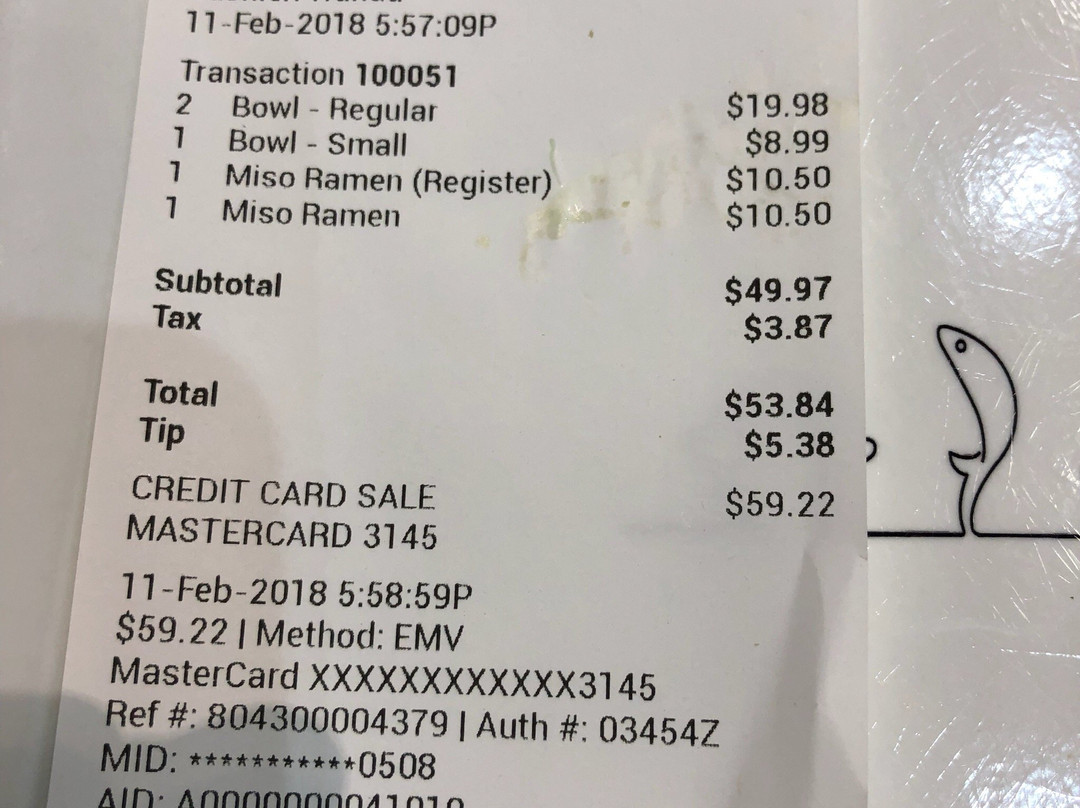 11-Feb-2018 5:57:09P
Transaction 100051
2 Bowl - Regular $19.98
1 Bowl - Small $8.99
1 Miso Ramen (Register) $10.50
1 Miso Ramen $10.50
Subtotal $49.97
Tax $3.87
Total $53.84
Tip $5.38
CREDIT CARD SALE $59.22
MASTERCARD 3145
11-Feb-2018 5:58:59P
$59.22 | Method: EMV
MasterCard XXXXXXXXXXXX3145
Ref #: 804300004379 | Auth #: 03454Z
MID: ***********0508
AID: A0000000041010